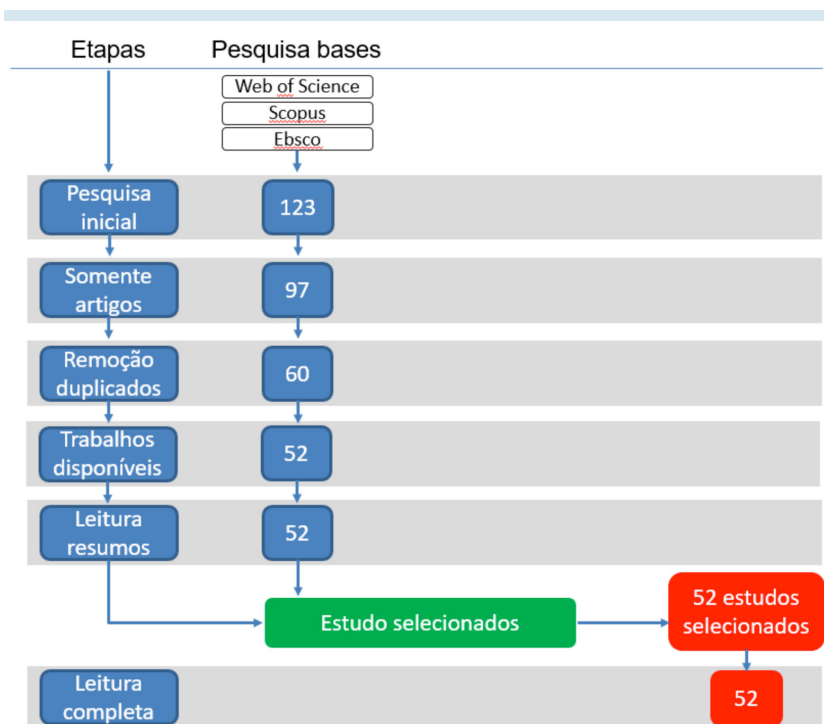 Etapas
Pesquisa bases
Web of Science
Scopus
Ebsco
Pesquisa
inicial
123
Somente
artigos
97
Remoção
duplicados
60
Trabalhos
disponíveis
52
Leitura
resumos
52
Estudo selecionados
52 estudos
selecionados
Leitura
completa
52